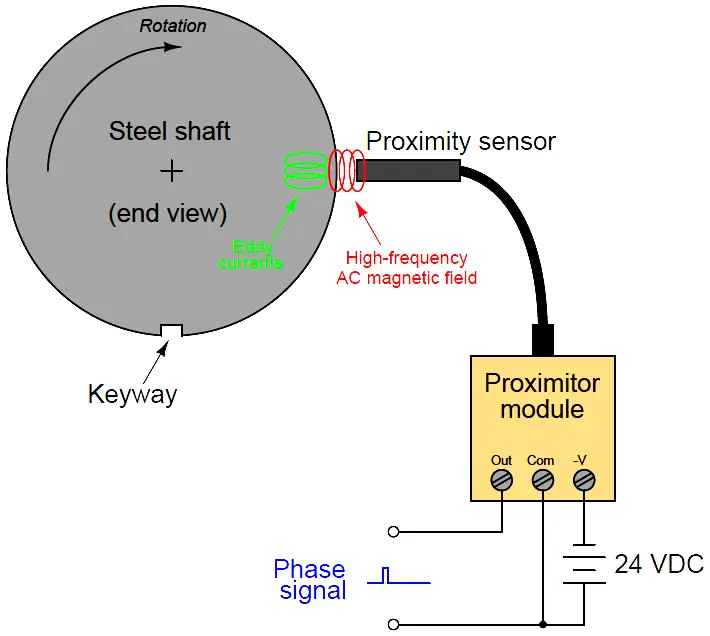 Rotation
Steel shaft
(end view)
Proximity sensor
Eddy
currents
High-frequency
AC magnetic field
Keyway
Proximitor
module
Out Com -V
Phase
signal
24 VDC